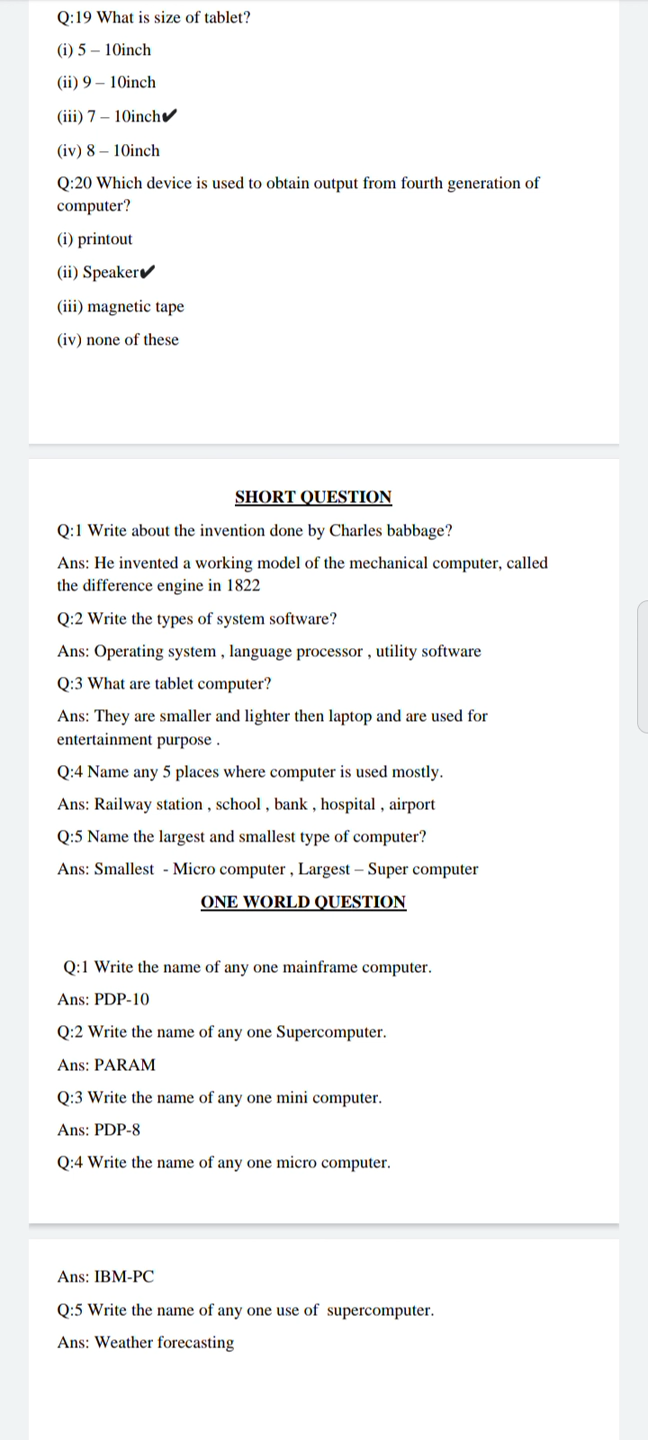 Q:19 What is size of tablet?
(i) 5 – 10inch
(ii) 9 – 10inch
(iii) 7 – 10inch✔
(iv) 8 – 10inch
Q:20 Which device is used to obtain output from fourth generation of
computer?
(i) printout
(ii) Speaker✔
(iii) magnetic tape
(iv) none of these
SHORT QUESTION
Q:1 Write about the invention done by Charles babbage?
Ans: He invented a working model of the mechanical computer, called
the difference engine in 1822
Q:2 Write the types of system software?
Ans: Operating system , language processor , utility software
Q:3 What are tablet computer?
Ans: They are smaller and lighter then laptop and are used for
entertainment purpose .
Q:4 Name any 5 places where computer is used mostly.
Ans: Railway station , school , bank , hospital , airport
Q:5 Name the largest and smallest type of computer?
Ans: Smallest  - Micro computer , Largest – Super computer
ONE WORLD QUESTION
Q:1 Write the name of any one mainframe computer.
Ans: PDP-10
Q:2 Write the name of any one Supercomputer.
Ans: PARAM
Q:3 Write the name of any one mini computer.
Ans: PDP-8
Q:4 Write the name of any one micro computer.
Ans: IBM-PC
Q:5 Write the name of any one use of  supercomputer.
Ans: Weather forecasting